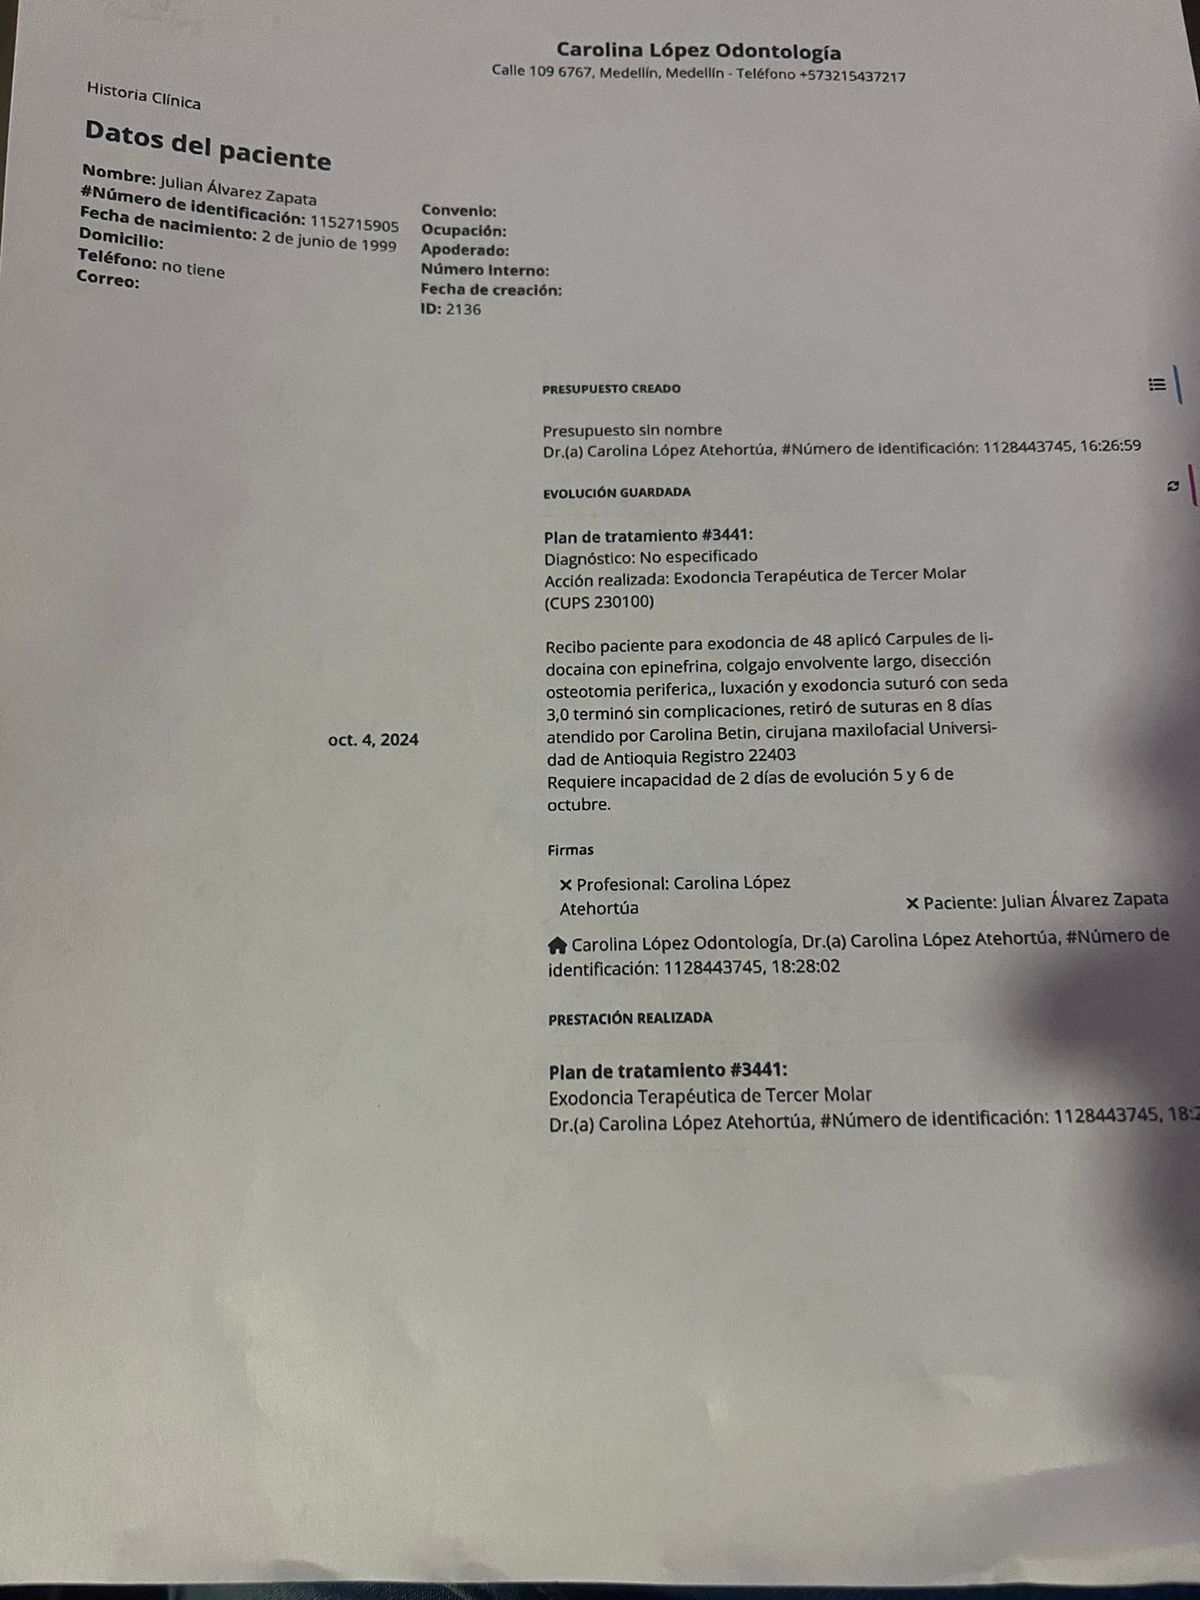 Carolina López Odontología
Calle 109 6767, Medellín, Medellín - Teléfono +573215437217
Historia Clínica
Datos del paciente
Nombre: Julian Álvarez Zapata
#Número de identificación: 1152715905
Fecha de nacimiento: 2 de junio de 1999
Domicilio:
Teléfono: no tiene
Correo:
Convenio:
Ocupación:
Apoderado:
Número Interno:
Fecha de creación:
ID: 2136
PRESUPUESTO CREADO
Presupuesto sin nombre
Dr.(a) Carolina López Atehortúa, #Número de identificación: 1128443745, 16:26:59
EVOLUCIÓN GUARDADA
Plan de tratamiento #3441:
Diagnóstico: No especificado
Acción realizada: Exodoncia Terapéutica de Tercer Molar
(CUPS 230100)
oct. 4, 2024
Recibo paciente para exodoncia de 48 aplicó Carpules de li-
docaina con epinefrina, colgajo envolvente largo, disección
osteotomia periferica,, luxación y exodoncia suturó con seda
3,0 terminó sin complicaciones, retiró de suturas en 8 días
atendido por Carolina Betin, cirujana maxilofacial Universi-
dad de Antioquia Registro 22403
Requiere incapacidad de 2 días de evolución 5 y 6 de
octubre.
Firmas
✕ Profesional: Carolina López
Atehortúa
✕ Paciente: Julian Álvarez Zapata
Carolina López Odontología, Dr.(a) Carolina López Atehortúa, #Número de
identificación: 1128443745, 18:28:02
PRESTACIÓN REALIZADA
Plan de tratamiento #3441:
Exodoncia Terapéutica de Tercer Molar
Dr.(a) Carolina López Atehortúa, #Número de identificación: 1128443745, 18:2